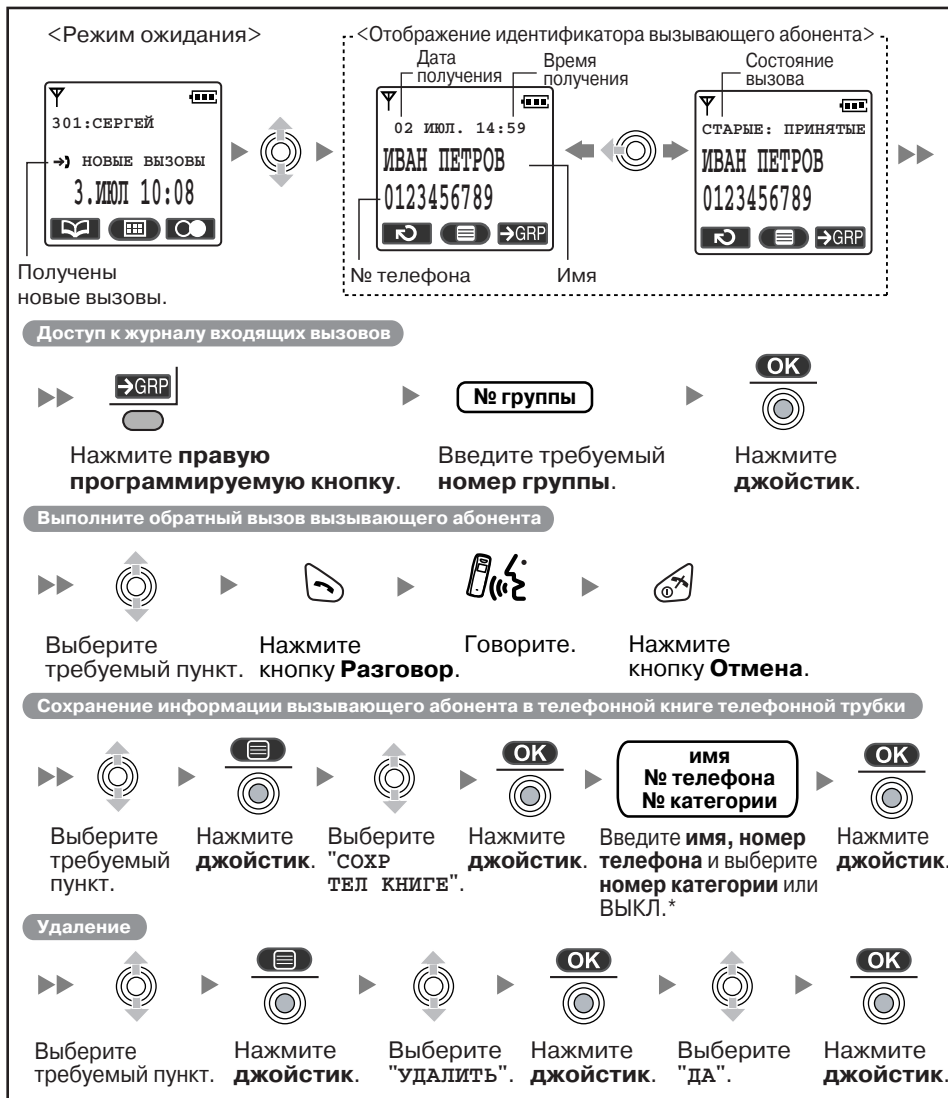 <Режим ожидания>
301:СЕРГЕЙ
НОВЫЕ ВЫЗОВЫ
3.ИЮЛ 10:08
Получены
новые вызовы.
<Отображение идентификатора вызывающего абонента>
Дата
получения
Время
получения
02 ИЮЛ. 14:59
ИВАН ПЕТРОВ
0123456789
→GRP
№ телефона
Имя
Состояние
вызова
СТАРЫЕ: ПРИНЯТЫЕ
ИВАН ПЕТРОВ
0123456789
→GRP
Доступ к журналу входящих вызовов
→GRP
№ группы
OK
Нажмите правую
программируемую кнопку.
Введите требуемый
номер группы.
Нажмите
джойстик.
Выполните обратный вызов вызывающего абонента
Выберите
требуемый пункт.
Нажмите
кнопку Разговор.
Говорите.
Нажмите
кнопку Отмена.
Сохранение информации вызывающего абонента в телефонной книге телефонной трубки
OK
имя
№ телефона
№ категории
OK
Выберите
требуемый
пункт.
Нажмите
джойстик.
Выберите
"СОХР
ТЕЛ КНИГЕ".
Нажмите
джойстик.
Введите имя, номер
телефона и выберите
номер категории или
ВЫКЛ.*
Нажмите
джойстик.
Удаление
OK
OK
Выберите
требуемый пункт.
Нажмите
джойстик.
Выберите
"УДАЛИТЬ".
Нажмите
джойстик.
Выберите
"ДА".
Нажмите
джойстик.